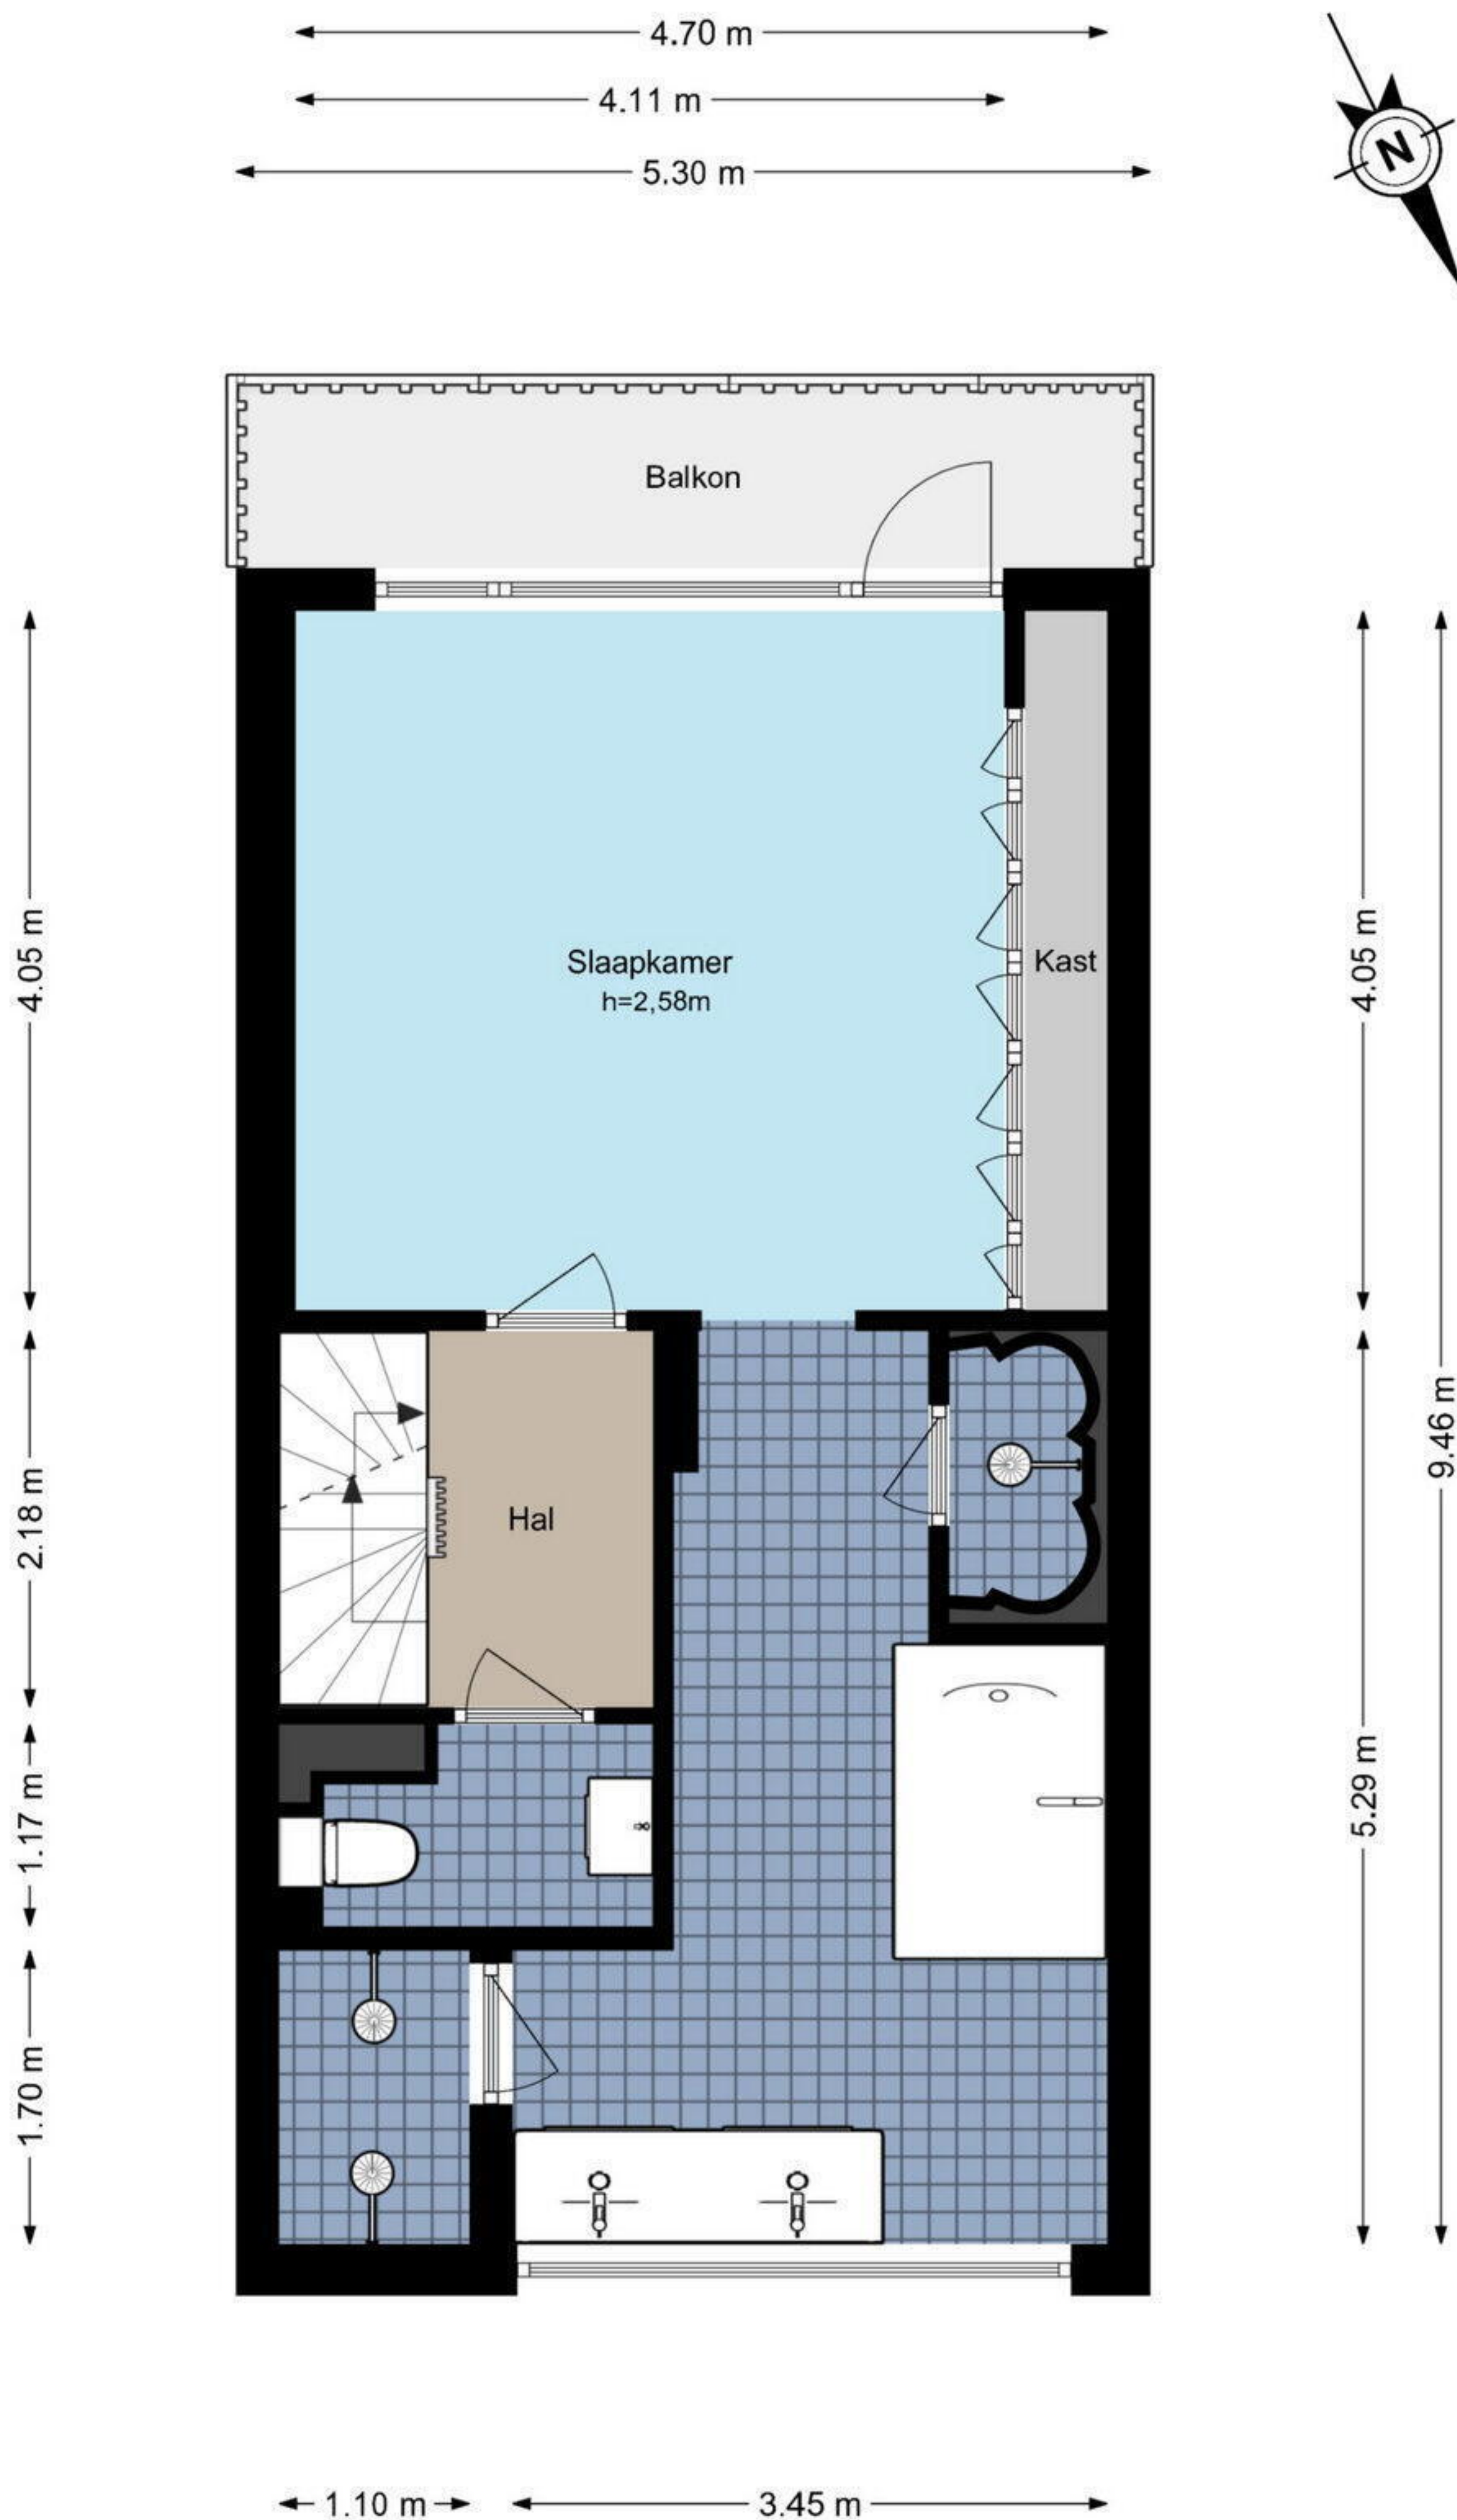 4.70 m
4.11 m
5.30 m
N
Balkon
4.05 m
Slaapkamer
h=2,58m
Kast
4.05 m
9.46 m
2.18 m
Hal
1.17 m
5.29 m
1.70 m
1.10 m
3.45 m